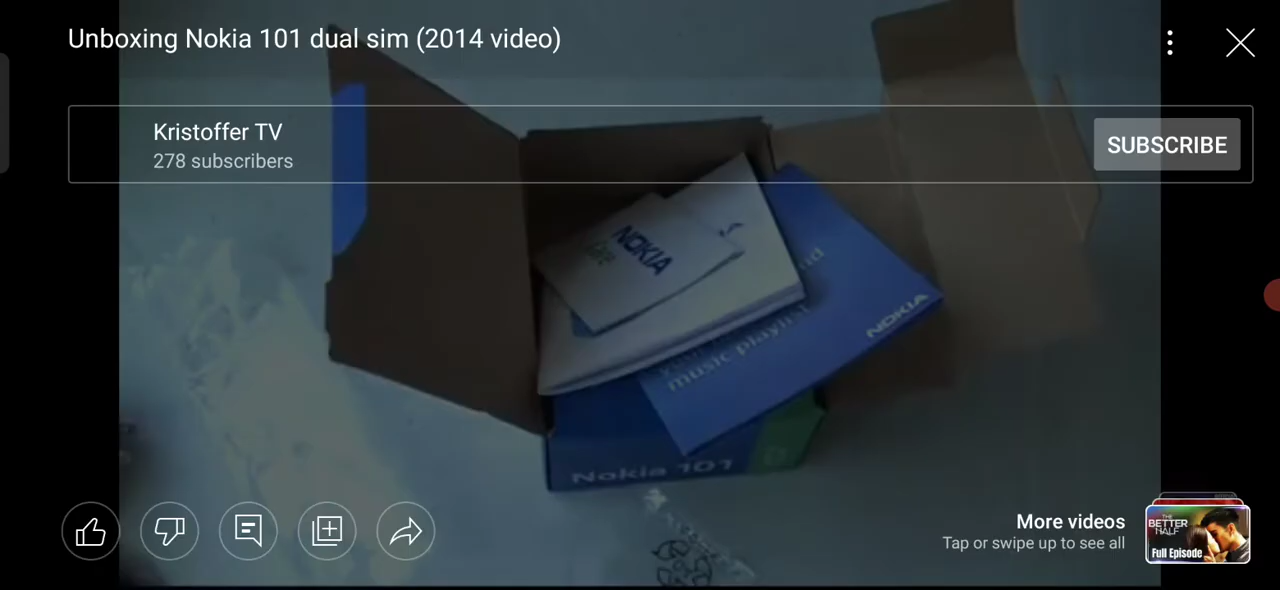 Unboxing Nokia 101 dual sim (2014 video)
Kristoffer TV
278 subscribers
SUBSCRIBE
NOKIA
music playlist
NOKIA
Nokia 101
More videos
Tap or swipe up to see all
THE
BETTER
HALF
Full Episode